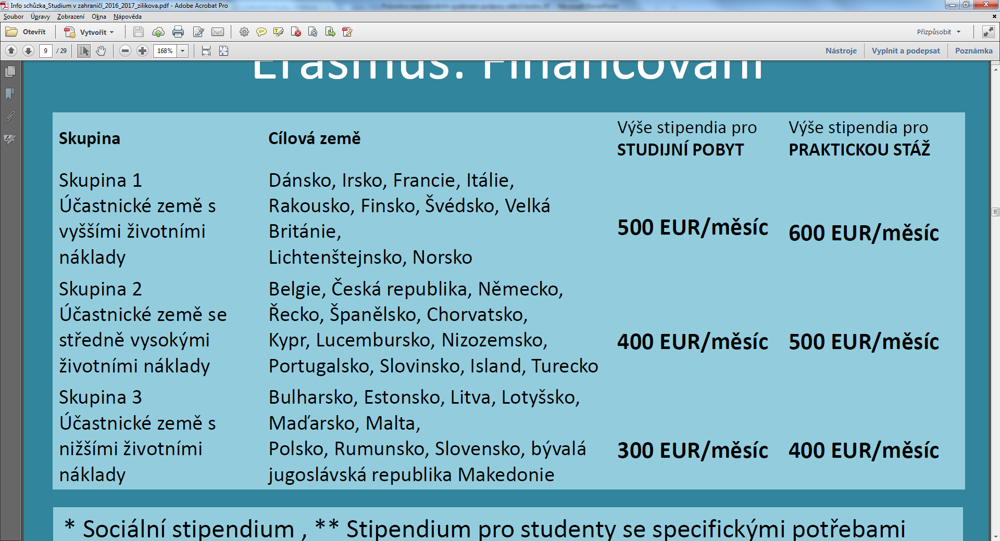 Info schůzka_Studium v zahraničí_2016_2017_zilikova.pdf - Adobe Acrobat Pro
Soubor Úpravy Zobrazení Okna Nápověda
Otevřít Vytvořit Přizpůsobit
9 / 29 168% Nástroje Vyplnit a podepsat Poznámka
Erasmus: Financování
Skupina
Cílová země
Výše stipendia pro
STUDIJNÍ POBYT
Výše stipendia pro
PRAKTICKOU STÁŽ
Skupina 1
Účastnické země s
vyššími životními
náklady
Dánsko, Irsko, Francie, Itálie,
Rakousko, Finsko, Švédsko, Velká
Británie,
Lichtenštejnsko, Norsko
500 EUR/měsíc
600 EUR/měsíc
Skupina 2
Účastnické země se
středně vysokými
životními náklady
Belgie, Česká republika, Německo,
Řecko, Španělsko, Chorvatsko,
Kypr, Lucembursko, Nizozemsko,
Portugalsko, Slovinsko, Island, Turecko
400 EUR/měsíc
500 EUR/měsíc
Skupina 3
Účastnické země s
nižšími životními
náklady
Bulharsko, Estonsko, Litva, Lotyšsko,
Maďarsko, Malta,
Polsko, Rumunsko, Slovensko, bývalá
jugoslávská republika Makedonie
300 EUR/měsíc
400 EUR/měsíc
* Sociální stipendium , ** Stipendium pro studenty se specifickými potřebami